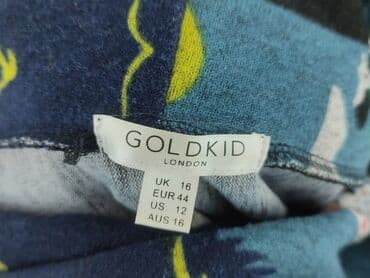 GOLDKID
LONDON
UK 16
EUR 44
US 12
AUS 16